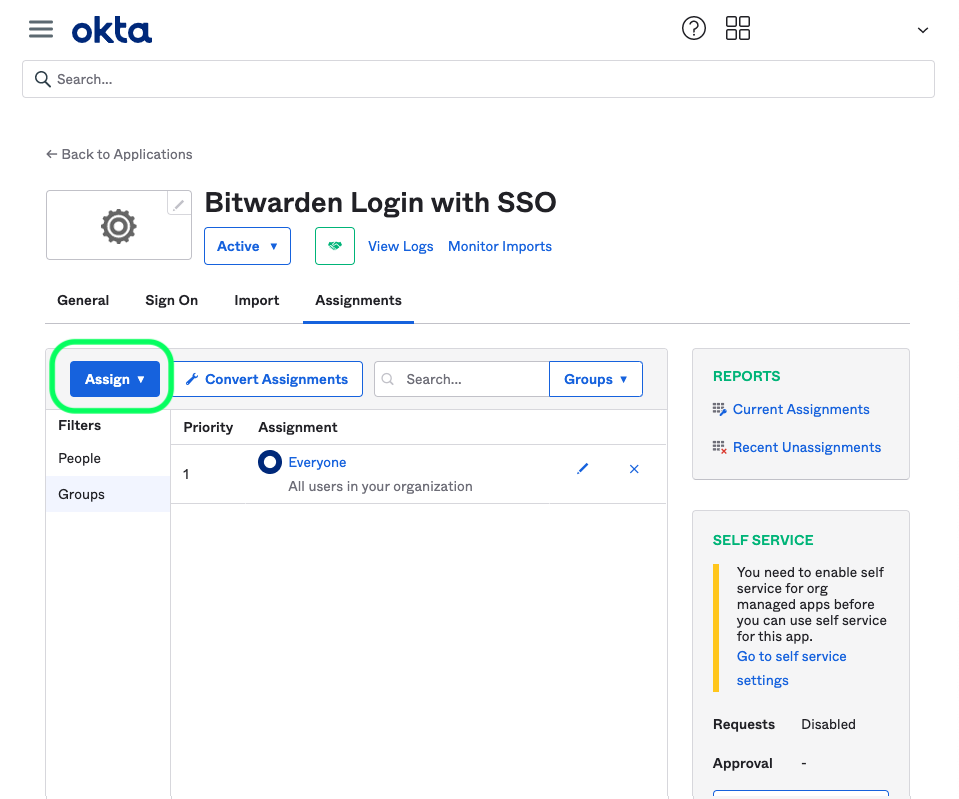 okta
Search...
← Back to Applications
Bitwarden Login with SSO
Active ▼
View Logs
Monitor Imports
General
Sign On
Import
Assignments
Assign ▼
Convert Assignments
Search...
Groups ▼
Filters
People
Groups
Priority
Assignment
1
Everyone
All users in your organization
REPORTS
Current Assignments
Recent Unassignments
SELF SERVICE
You need to enable self
service for org
managed apps before
you can use self service
for this app.
Go to self service
settings
Requests Disabled
Approval -